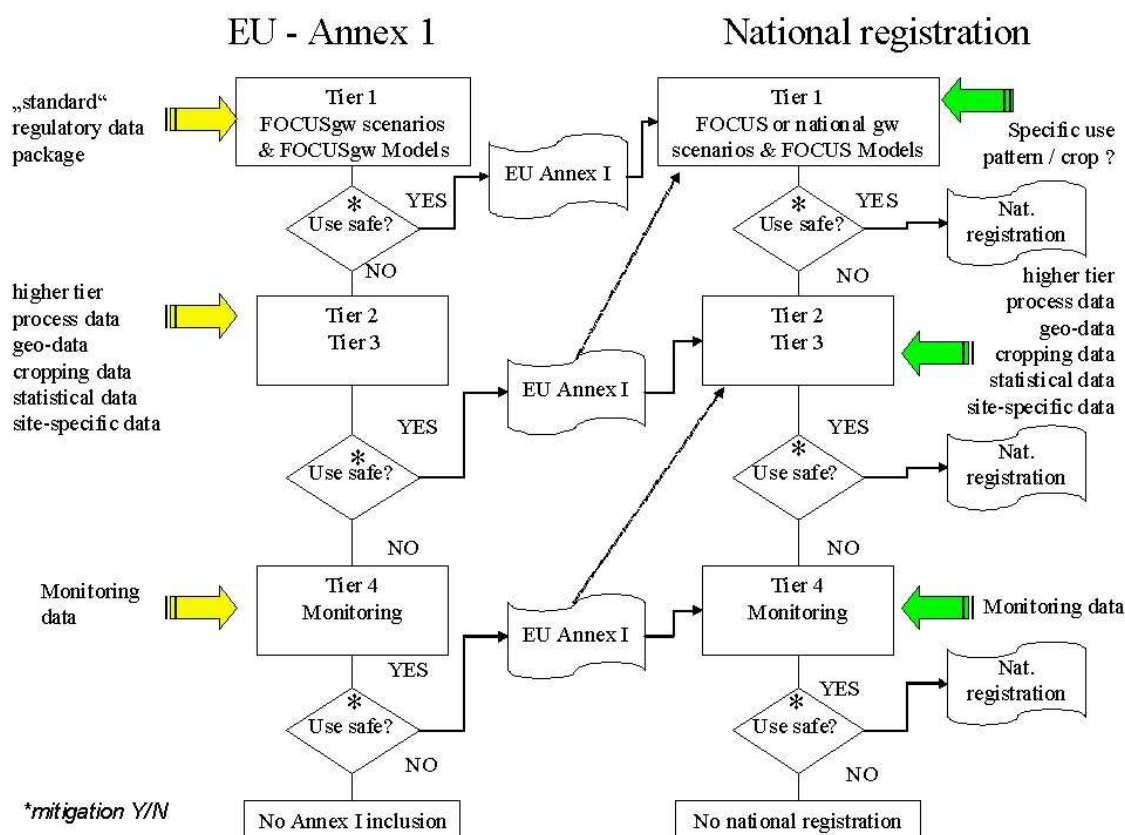 EU - Annex 1
National registration
„standard“
regulatory data
package
Tier 1
FOCUSgw scenarios
& FOCUSgw Models
EU Annex I
Tier 1
FOCUS or national gw
scenarios & FOCUS Models
Specific use
pattern / crop ?
*
Use safe?
YES
NO
*
Use safe?
YES
NO
Nat.
registration
higher tier
process data
geo-data
cropping data
statistical data
site-specific data
Tier 2
Tier 3
EU Annex I
Tier 2
Tier 3
higher tier
process data
geo-data
cropping data
statistical data
site-specific data
*
Use safe?
YES
NO
*
Use safe?
YES
NO
Nat.
registration
Monitoring
data
Tier 4
Monitoring
EU Annex I
Tier 4
Monitoring
Monitoring data
*
Use safe?
YES
NO
*
Use safe?
YES
NO
Nat.
registration
*mitigation Y/N
No Annex I inclusion
No national registration